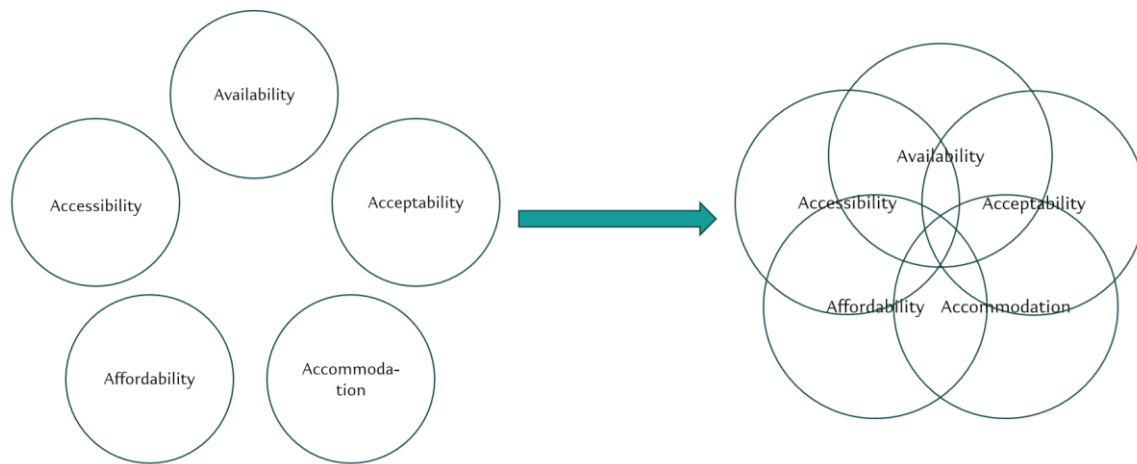 Availability
Accessibility
Acceptability
Affordability
Accommoda-
tion
Availability
Accessibility
Acceptability
Affordability
Accommodation